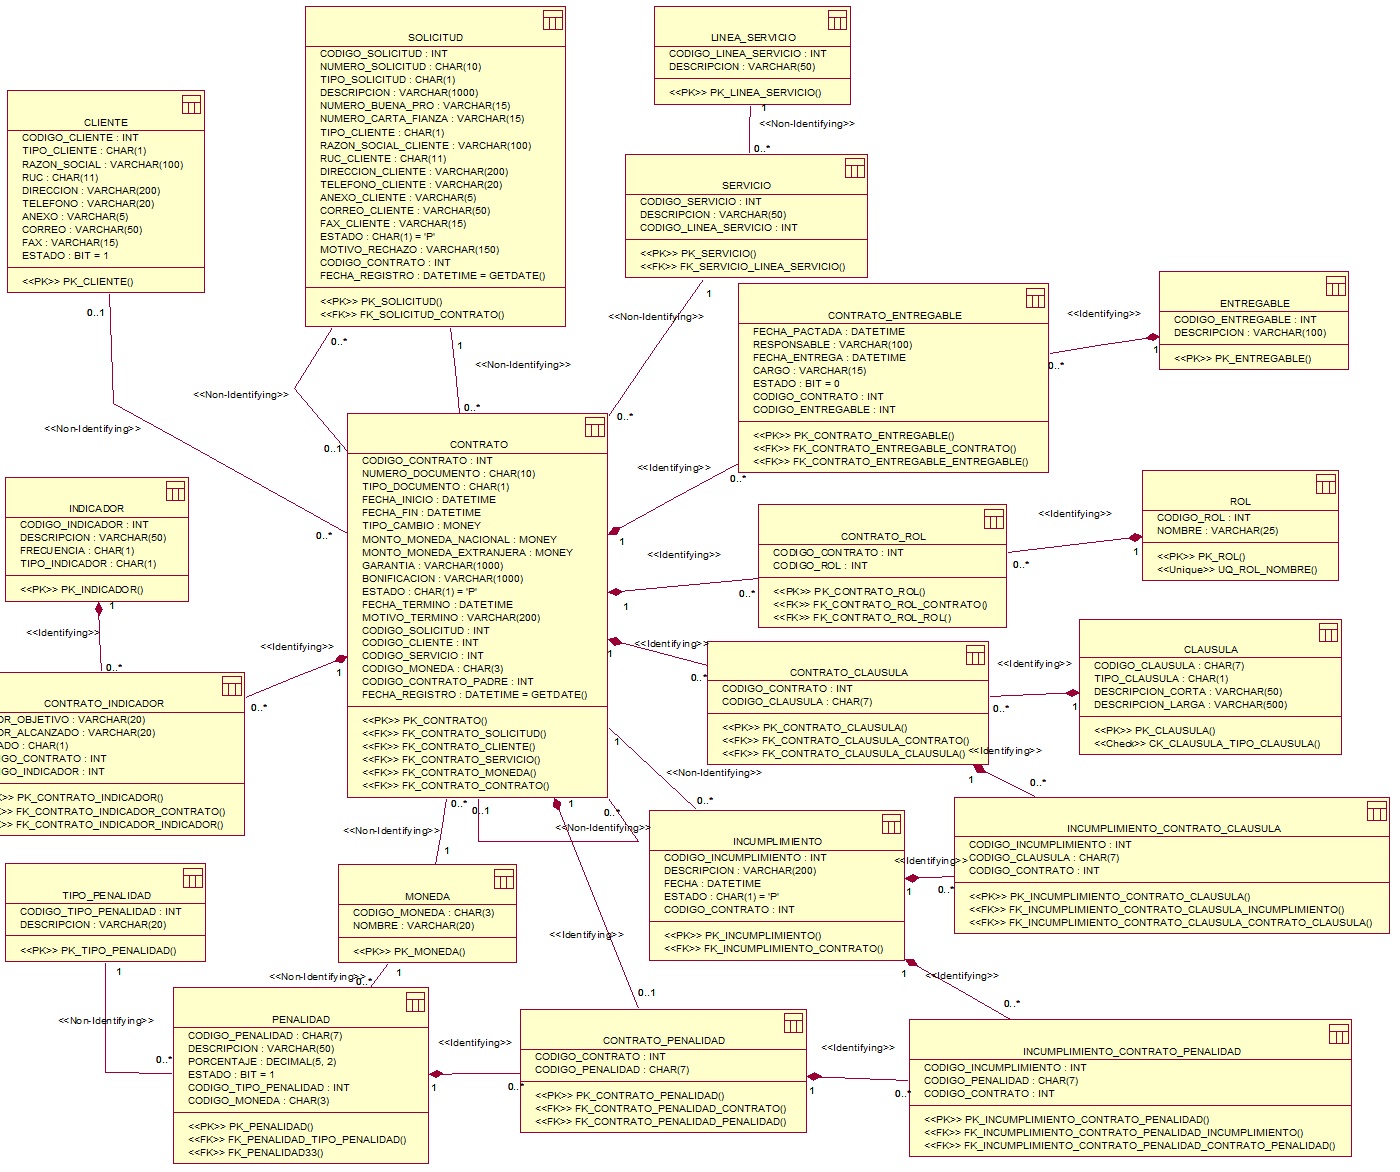 SOLICITUD
CODIGO_SOLICITUD : INT
NUMERO_SOLICITUD : CHAR(10)
TIPO_SOLICITUD : CHAR(1)
DESCRIPCION : VARCHAR(1000)
NUMERO_BUENA_PRO : VARCHAR(15)
NUMERO_CARTA_FIANZA : VARCHAR(15)
TIPO_CLIENTE : CHAR(1)
RAZON_SOCIAL_CLIENTE : VARCHAR(100)
RUC_CLIENTE : CHAR(11)
DIRECCION_CLIENTE : VARCHAR(200)
TELEFONO_CLIENTE : VARCHAR(20)
ANEXO_CLIENTE : VARCHAR(5)
CORREO_CLIENTE : VARCHAR(50)
FAX_CLIENTE : VARCHAR(15)
ESTADO : CHAR(1) = 'P'
MOTIVO_RECHAZO : VARCHAR(150)
CODIGO_CONTRATO : INT
FECHA_REGISTRO : DATETIME = GETDATE()
<<PK>> PK_SOLICITUD()
<<FK>> FK_SOLICITUD_CONTRATO()
LINEA_SERVICIO
CODIGO_LINEA_SERVICIO : INT
DESCRIPCION : VARCHAR(50)
<<PK>> PK_LINEA_SERVICIO()
1
<<Non-Identifying>>
0..*
CLIENTE
CODIGO_CLIENTE : INT
TIPO_CLIENTE : CHAR(1)
RAZON_SOCIAL : VARCHAR(100)
RUC : CHAR(11)
DIRECCION : VARCHAR(200)
TELEFONO : VARCHAR(20)
ANEXO : VARCHAR(5)
CORREO : VARCHAR(50)
FAX : VARCHAR(15)
ESTADO : BIT = 1
<<PK>> PK_CLIENTE()
0..1
<<Non-Identifying>>
0..*
SERVICIO
CODIGO_SERVICIO : INT
DESCRIPCION : VARCHAR(50)
CODIGO_LINEA_SERVICIO : INT
<<PK>> PK_SERVICIO()
<<FK>> FK_SERVICIO_LINEA_SERVICIO()
1
<<Non-Identifying>>
0..*
0..*
<<Non-Identifying>>
0..1
1
<<Non-Identifying>>
0..*
CONTRATO_ENTREGABLE
FECHA_PACTADA : DATETIME
RESPONSABLE : VARCHAR(100)
FECHA_ENTREGA : DATETIME
CARGO : VARCHAR(15)
ESTADO : BIT = 0
CODIGO_CONTRATO : INT
CODIGO_ENTREGABLE : INT
<<PK>> PK_CONTRATO_ENTREGABLE()
<<FK>> FK_CONTRATO_ENTREGABLE_CONTRATO()
<<FK>> FK_CONTRATO_ENTREGABLE_ENTREGABLE()
<<Identifying>>
1
0..*
ENTREGABLE
CODIGO_ENTREGABLE : INT
DESCRIPCION : VARCHAR(100)
<<PK>> PK_ENTREGABLE()
<<Identifying>>
0..*
1
CONTRATO
CODIGO_CONTRATO : INT
NUMERO_DOCUMENTO : CHAR(10)
TIPO_DOCUMENTO : CHAR(1)
FECHA_INICIO : DATETIME
FECHA_FIN : DATETIME
TIPO_CAMBIO : MONEY
MONTO_MONEDA_NACIONAL : MONEY
MONTO_MONEDA_EXTRANJERA : MONEY
GARANTIA : VARCHAR(1000)
BONIFICACION : VARCHAR(1000)
ESTADO : CHAR(1) = 'P'
FECHA_TERMINO : DATETIME
MOTIVO_TERMINO : VARCHAR(200)
CODIGO_SOLICITUD : INT
CODIGO_CLIENTE : INT
CODIGO_SERVICIO : INT
CODIGO_MONEDA : CHAR(3)
CODIGO_CONTRATO_PADRE : INT
FECHA_REGISTRO : DATETIME = GETDATE()
<<PK>> PK_CONTRATO()
<<FK>> FK_CONTRATO_SOLICITUD()
<<FK>> FK_CONTRATO_CLIENTE()
<<FK>> FK_CONTRATO_SERVICIO()
<<FK>> FK_CONTRATO_MONEDA()
<<FK>> FK_CONTRATO_CONTRATO()
INDICADOR
CODIGO_INDICADOR : INT
DESCRIPCION : VARCHAR(50)
FRECUENCIA : CHAR(1)
TIPO_INDICADOR : CHAR(1)
<<PK>> PK_INDICADOR()
1
<<Identifying>>
0..*
<<Identifying>>
1
0..*
CONTRATO_INDICADOR
OR_OBJETIVO : VARCHAR(20)
OR_ALCANZADO : VARCHAR(20)
ADO : CHAR(1)
IGO_CONTRATO : INT
IGO_INDICADOR : INT
K>> PK_CONTRATO_INDICADOR()
K>> FK_CONTRATO_INDICADOR_CONTRATO()
K>> FK_CONTRATO_INDICADOR_INDICADOR()
CONTRATO_ROL
CODIGO_CONTRATO : INT
CODIGO_ROL : INT
<<PK>> PK_CONTRATO_ROL()
<<FK>> FK_CONTRATO_ROL_CONTRATO()
<<FK>> FK_CONTRATO_ROL_ROL()
<<Identifying>>
1
0..*
ROL
CODIGO_ROL : INT
NOMBRE : VARCHAR(25)
<<PK>> PK_ROL()
<<Unique>> UQ_ROL_NOMBRE()
<<Identifying>>
0..*
1
CONTRATO_CLAUSULA
CODIGO_CONTRATO : INT
CODIGO_CLAUSULA : CHAR(7)
<<PK>> PK_CONTRATO_CLAUSULA()
<<FK>> FK_CONTRATO_CLAUSULA_CONTRATO()
<<FK>> FK_CONTRATO_CLAUSULA_CLAUSULA()
<<Identifying>>
1
0..*
CLAUSULA
CODIGO_CLAUSULA : CHAR(7)
TIPO_CLAUSULA : CHAR(1)
DESCRIPCION_CORTA : VARCHAR(50)
DESCRIPCION_LARGA : VARCHAR(500)
<<PK>> PK_CLAUSULA()
<<Check>> CK_CLAUSULA_TIPO_CLAUSULA()
<<Identifying>>
0..*
1
<<Identifying>>
1
0..*
1
<<Non-Identifying>>
0..*
INCUMPLIMIENTO
CODIGO_INCUMPLIMIENTO : INT
DESCRIPCION : VARCHAR(200)
FECHA : DATETIME
ESTADO : CHAR(1) = 'P'
CODIGO_CONTRATO : INT
<<PK>> PK_INCUMPLIMIENTO()
<<FK>> FK_INCUMPLIMIENTO_CONTRATO()
INCUMPLIMIENTO_CONTRATO_CLAUSULA
CODIGO_INCUMPLIMIENTO : INT
CODIGO_CLAUSULA : CHAR(7)
CODIGO_CONTRATO : INT
<<PK>> PK_INCUMPLIMIENTO_CONTRATO_CLAUSULA()
<<FK>> FK_INCUMPLIMIENTO_CONTRATO_CLAUSULA_INCUMPLIMIENTO()
<<FK>> FK_INCUMPLIMIENTO_CONTRATO_CLAUSULA_CONTRATO_CLAUSULA()
<<Identifying>>
1
0..*
0..*
<<Non-Identifying>>
1
0..1
<<Non-Identifying>>
0..*
1
<<Identifying>>
0..1
MONEDA
CODIGO_MONEDA : CHAR(3)
NOMBRE : VARCHAR(20)
<<PK>> PK_MONEDA()
1
<<Non-Identifying>>
0..*
TIPO_PENALIDAD
CODIGO_TIPO_PENALIDAD : INT
DESCRIPCION : VARCHAR(20)
<<PK>> PK_TIPO_PENALIDAD()
1
<<Non-Identifying>>
0..*
PENALIDAD
CODIGO_PENALIDAD : CHAR(7)
DESCRIPCION : VARCHAR(50)
PORCENTAJE : DECIMAL(5, 2)
ESTADO : BIT = 1
CODIGO_TIPO_PENALIDAD : INT
CODIGO_MONEDA : CHAR(3)
<<PK>> PK_PENALIDAD()
<<FK>> FK_PENALIDAD_TIPO_PENALIDAD()
<<FK>> FK_PENALIDAD33()
<<Identifying>>
1
0..*
CONTRATO_PENALIDAD
CODIGO_CONTRATO : INT
CODIGO_PENALIDAD : CHAR(7)
<<PK>> PK_CONTRATO_PENALIDAD()
<<FK>> FK_CONTRATO_PENALIDAD_CONTRATO()
<<FK>> FK_CONTRATO_PENALIDAD_PENALIDAD()
<<Identifying>>
1
0..*
1
<<Identifying>>
0..*
INCUMPLIMIENTO_CONTRATO_PENALIDAD
CODIGO_INCUMPLIMIENTO : INT
CODIGO_PENALIDAD : CHAR(7)
CODIGO_CONTRATO : INT
<<PK>> PK_INCUMPLIMIENTO_CONTRATO_PENALIDAD()
<<FK>> FK_INCUMPLIMIENTO_CONTRATO_PENALIDAD_INCUMPLIMIENTO()
<<FK>> FK_INCUMPLIMIENTO_CONTRATO_PENALIDAD_CONTRATO_PENALIDAD()